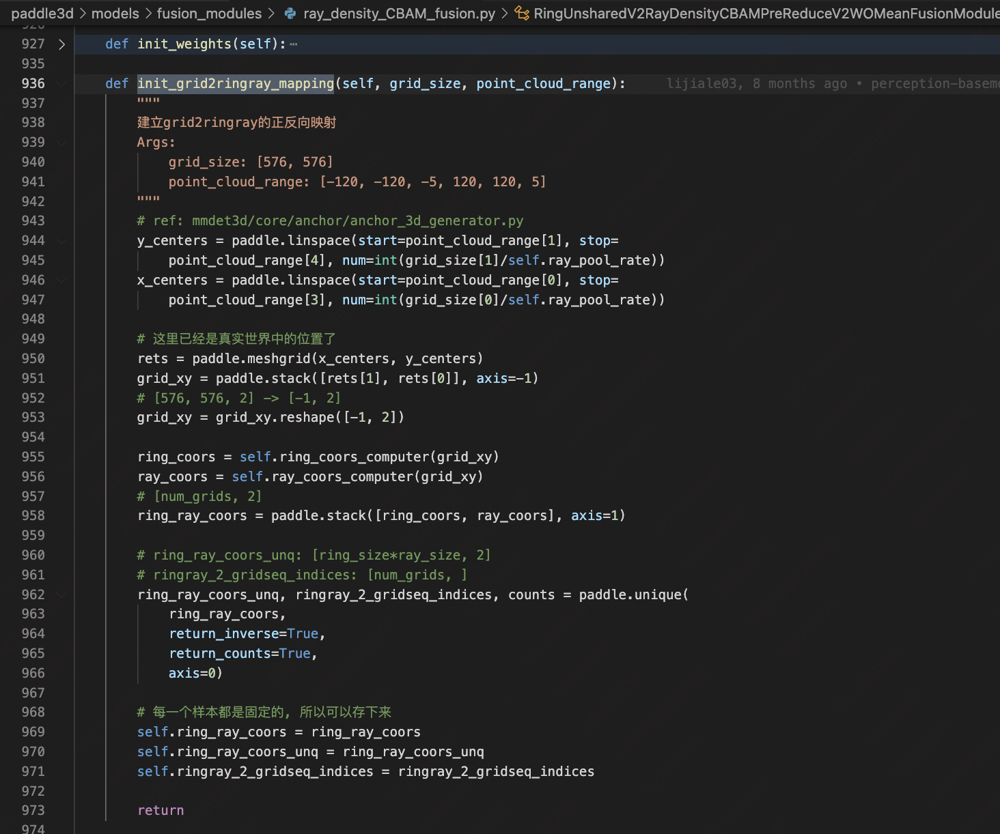 paddle3d > models > fusion_modules > ray_density_CBAM_fusion.py > RingUnsharedV2RayDensityCBAMPreReduceV2WOMeanFusionModule
926
927 > def init_weights(self):⋯
935
936 def init_grid2ringray_mapping(self, grid_size, point_cloud_range): lijiale03, 8 months ago • perception-basem
937 """
938 建立grid2ringray的正反向映射
939 Args:
940 grid_size: [576, 576]
941 point_cloud_range: [-120, -120, -5, 120, 120, 5]
942 """
943 # ref: mmdet3d/core/anchor/anchor_3d_generator.py
944 y_centers = paddle.linspace(start=point_cloud_range[1], stop=
945 point_cloud_range[4], num=int(grid_size[1]/self.ray_pool_rate))
946 x_centers = paddle.linspace(start=point_cloud_range[0], stop=
947 point_cloud_range[3], num=int(grid_size[0]/self.ray_pool_rate))
948
949 # 这里已经是真实世界中的位置了
950 rets = paddle.meshgrid(x_centers, y_centers)
951 grid_xy = paddle.stack([rets[1], rets[0]], axis=-1)
952 # [576, 576, 2] -> [-1, 2]
953 grid_xy = grid_xy.reshape([-1, 2])
954
955 ring_coors = self.ring_coors_computer(grid_xy)
956 ray_coors = self.ray_coors_computer(grid_xy)
957 # [num_grids, 2]
958 ring_ray_coors = paddle.stack([ring_coors, ray_coors], axis=1)
959
960 # ring_ray_coors_unq: [ring_size*ray_size, 2]
961 # ringray_2_gridseq_indices: [num_grids, ]
962 ring_ray_coors_unq, ringray_2_gridseq_indices, counts = paddle.unique(
963 ring_ray_coors,
964 return_inverse=True,
965 return_counts=True,
966 axis=0)
967
968 # 每一个样本都是固定的, 所以可以存下来
969 self.ring_ray_coors = ring_ray_coors
970 self.ring_ray_coors_unq = ring_ray_coors_unq
971 self.ringray_2_gridseq_indices = ringray_2_gridseq_indices
972
973 return
974